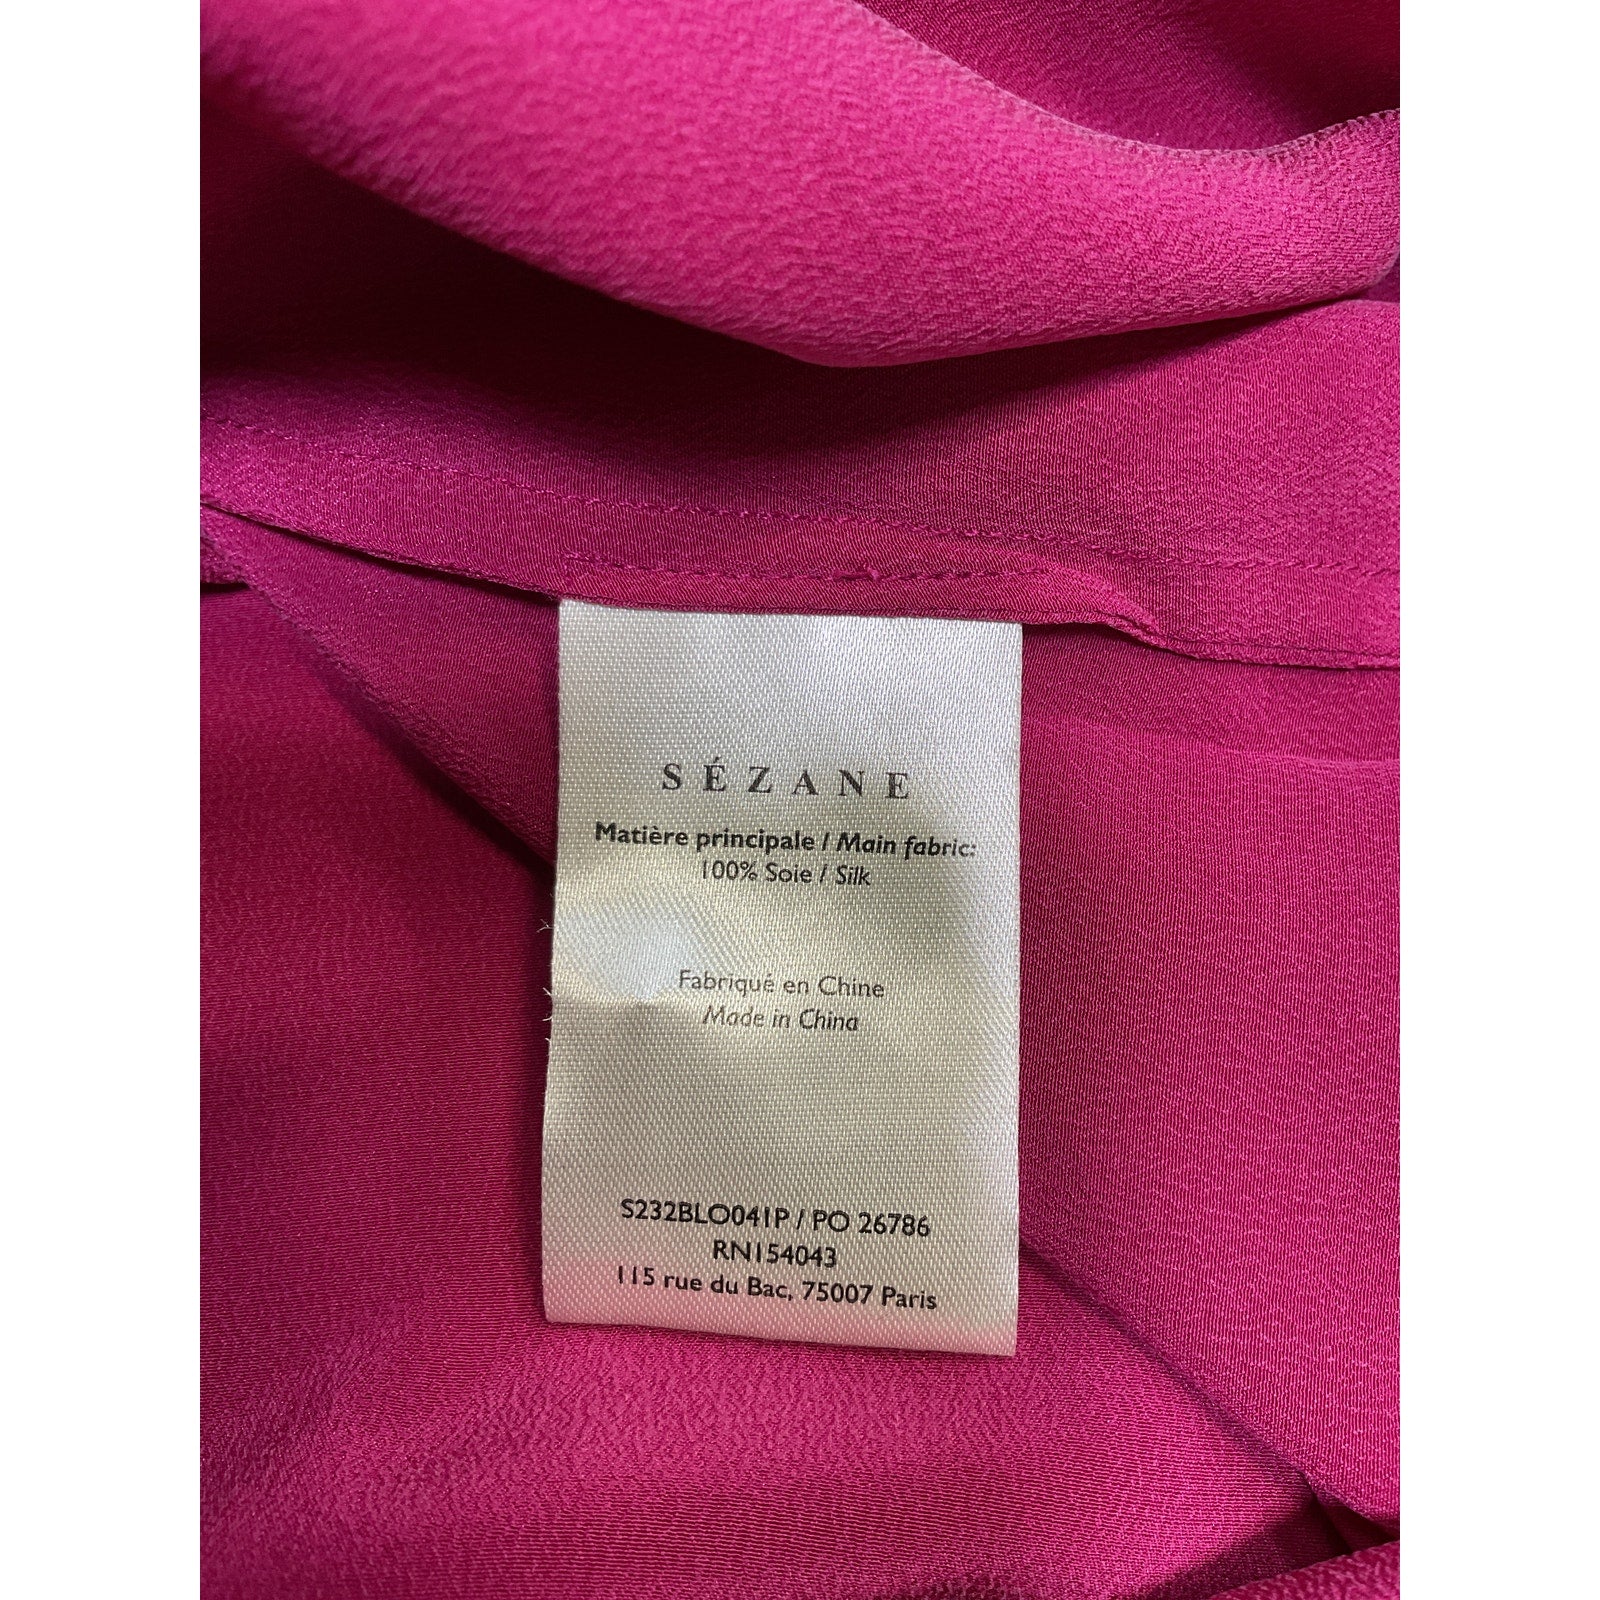 SÉZANE
Matière principale / Main fabric:
100% Soie / Silk
Fabriqué en Chine
Made in China
S232BLO041P / PO 26786
RN154043
115 rue du Bac, 75007 Paris